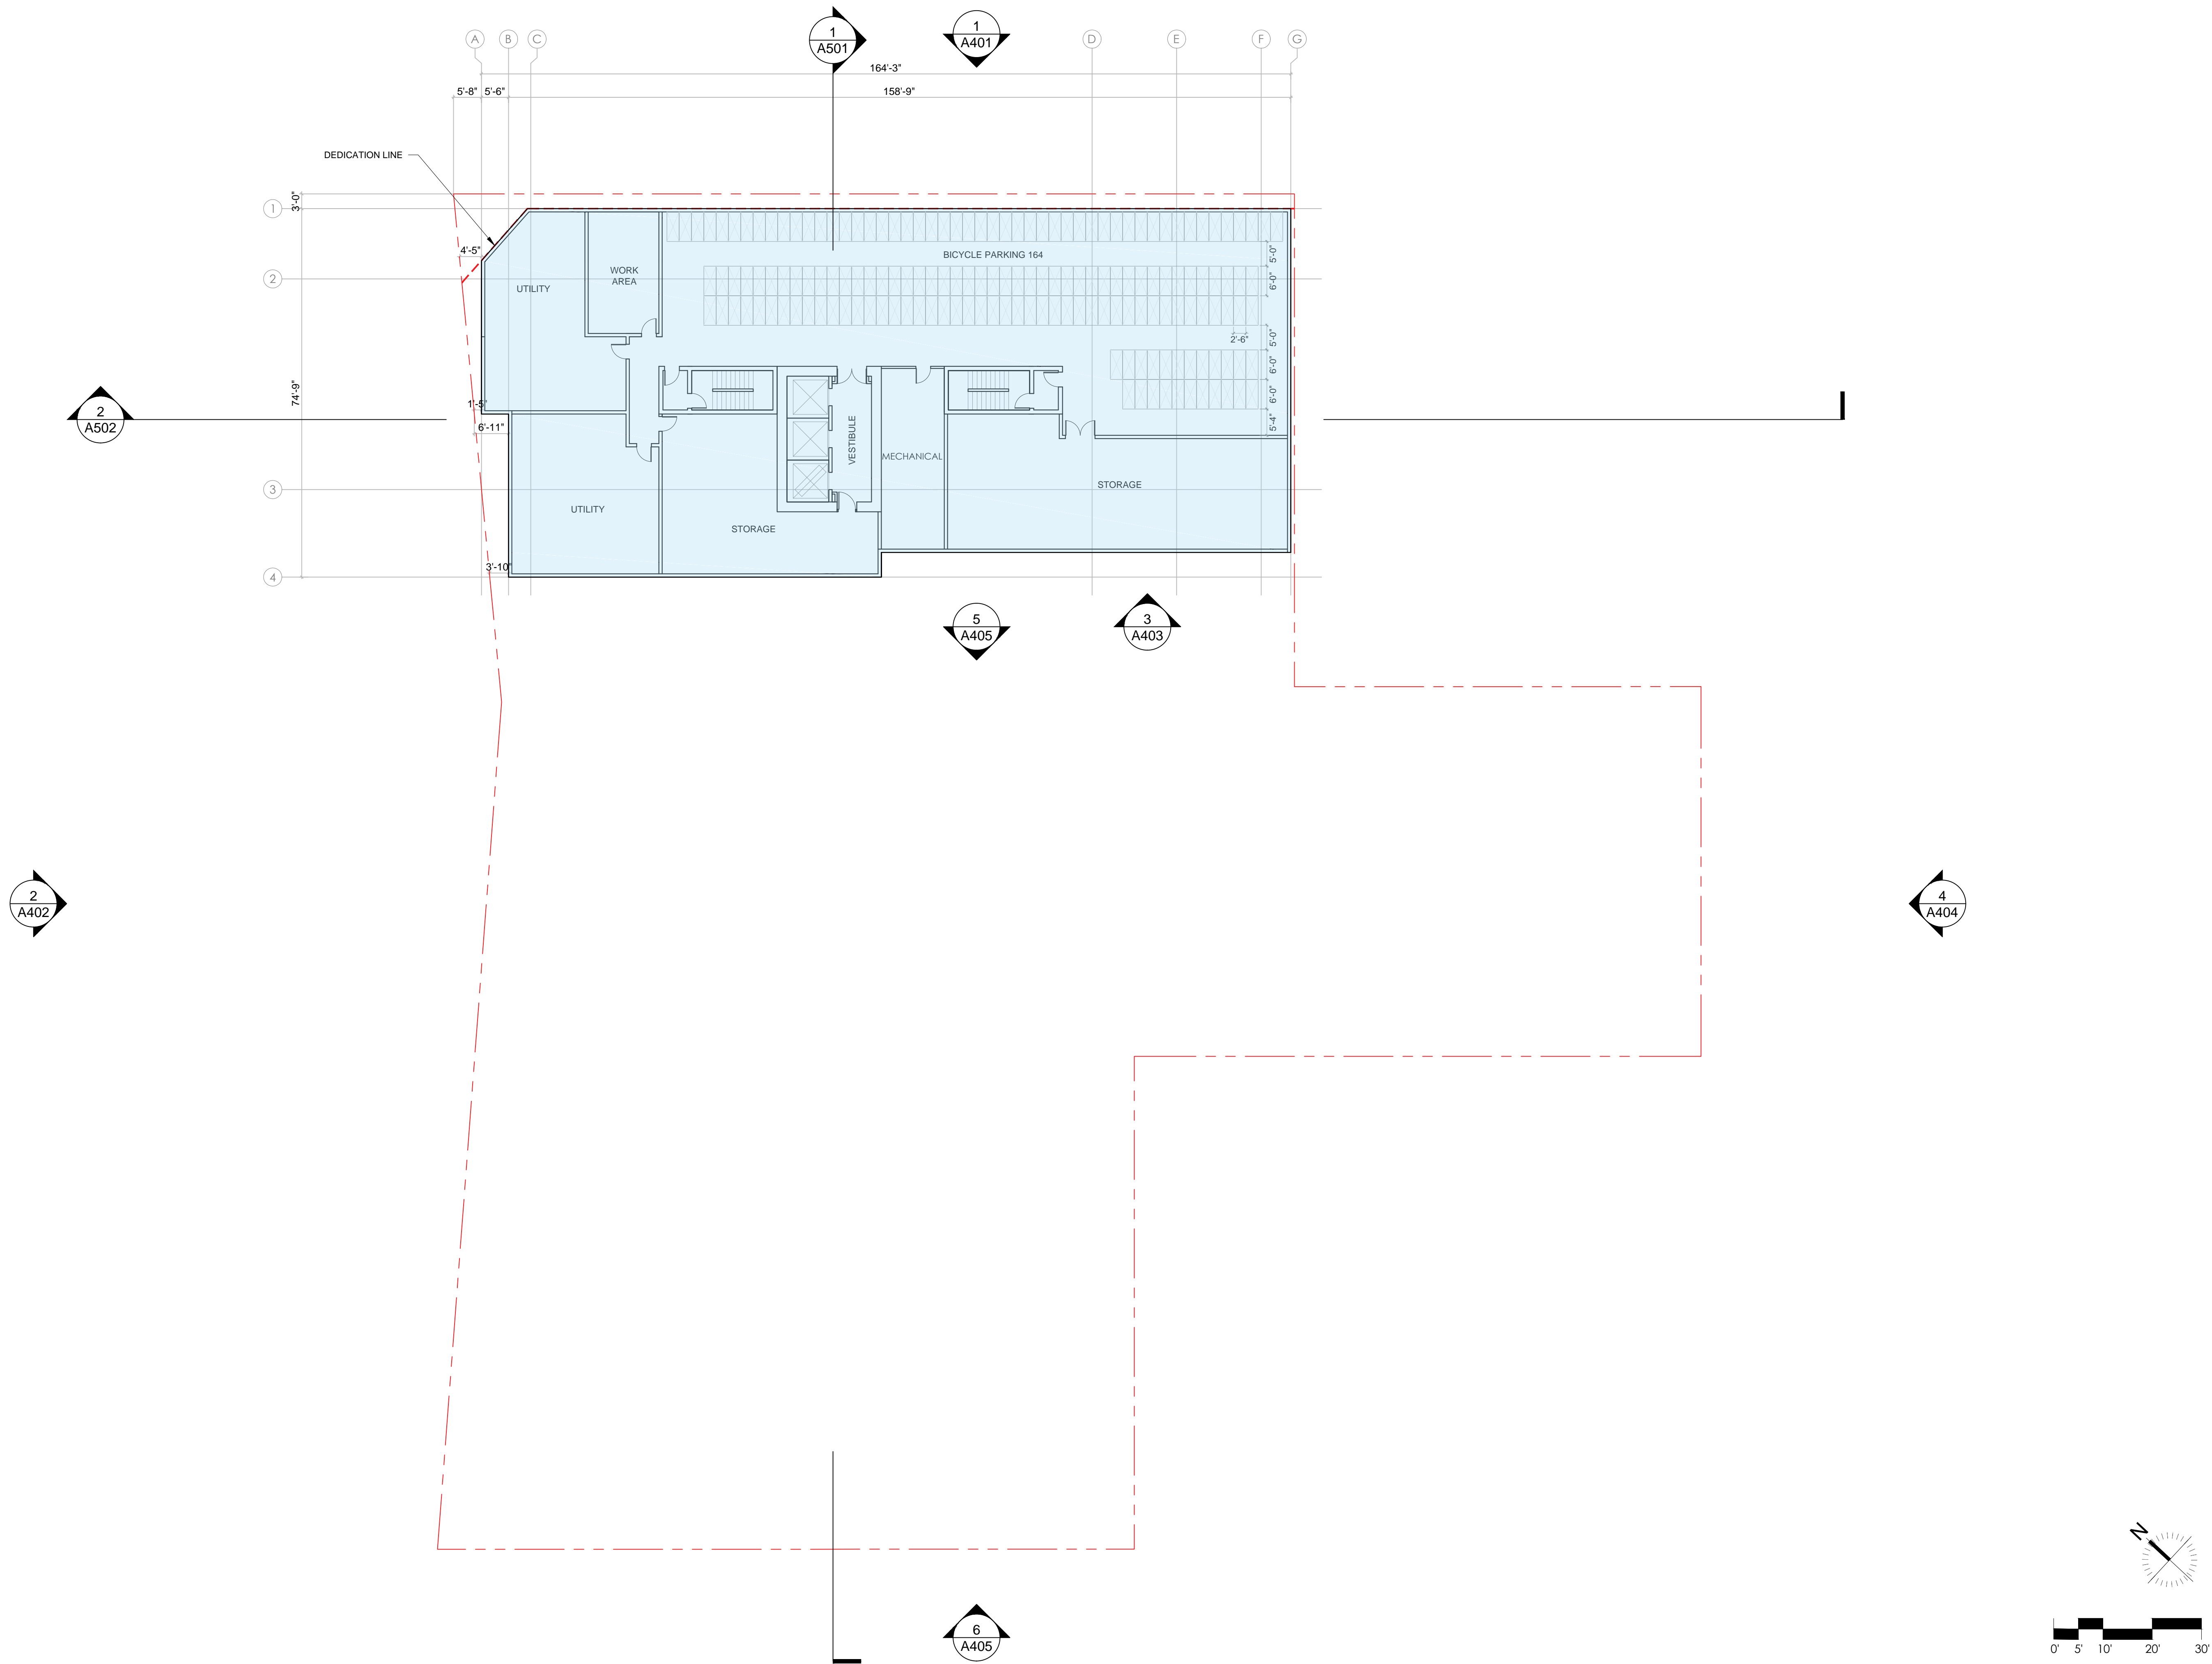 1
A501
1
A401
A
B
C
D
E
F
G
164'-3"
5'-8"
5'-6"
158'-9"
DEDICATION LINE
3'-0"
1
4'-5"
2
74'-9"
UTILITY
WORK
AREA
BICYCLE PARKING 164
5'-0"
6'-0"
2'-6"
5'-0"
6'-0"
6'-0"
5'-4"
2
A502
1'-5"
6'-11"
VESTIBULE
MECHANICAL
STORAGE
3
UTILITY
STORAGE
3'-10"
4
5
A405
3
A403
2
A402
4
A404
6
A405
N
0'
5'
10'
20'
30'